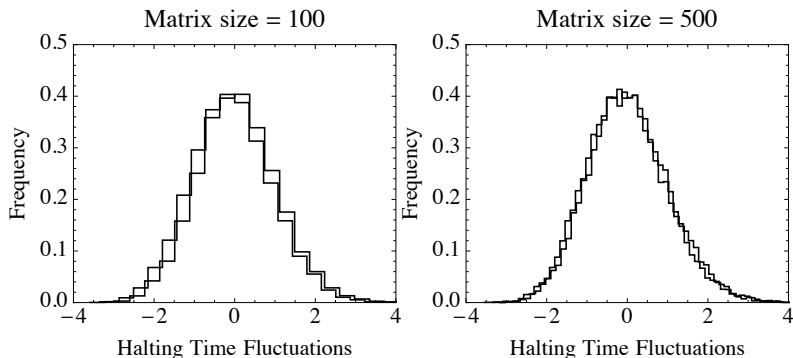 Matrix size = 100
Frequency
0.5
0.4
0.3
0.2
0.1
0.0
−4 −2 0 2 4
Halting Time Fluctuations
Matrix size = 500
Frequency
0.5
0.4
0.3
0.2
0.1
0.0
−4 −2 0 2 4
Halting Time Fluctuations